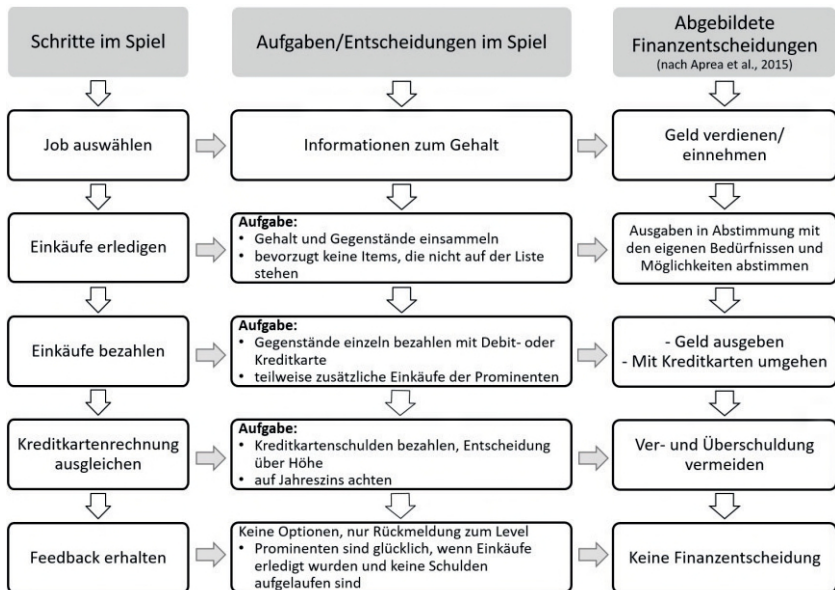 Schritte im Spiel
Aufgaben/Entscheidungen im Spiel
Abgebildete
Finanzentscheidungen
(nach Aprea et al., 2015)
Job auswählen
Informationen zum Gehalt
Geld verdienen/
einnehmen
Einkäufe erledigen
Aufgabe:
• Gehalt und Gegenstände einsammeln
• bevorzugt keine Items, die nicht auf der Liste
stehen
Ausgaben in Abstimmung mit
den eigenen Bedürfnissen und
Möglichkeiten abstimmen
Einkäufe bezahlen
Aufgabe:
• Gegenstände einzeln bezahlen mit Debit- oder
Kreditkarte
• teilweise zusätzliche Einkäufe der Prominenten
- Geld ausgeben
- Mit Kreditkarten umgehen
Kreditkartenrechnung
ausgleichen
Aufgabe:
• Kreditkartenschulden bezahlen, Entscheidung
über Höhe
• auf Jahreszins achten
Ver- und Überschuldung
vermeiden
Feedback erhalten
Keine Optionen, nur Rückmeldung zum Level
• Prominenten sind glücklich, wenn Einkäufe
erledigt wurden und keine Schulden
aufgelaufen sind
Keine Finanzentscheidung